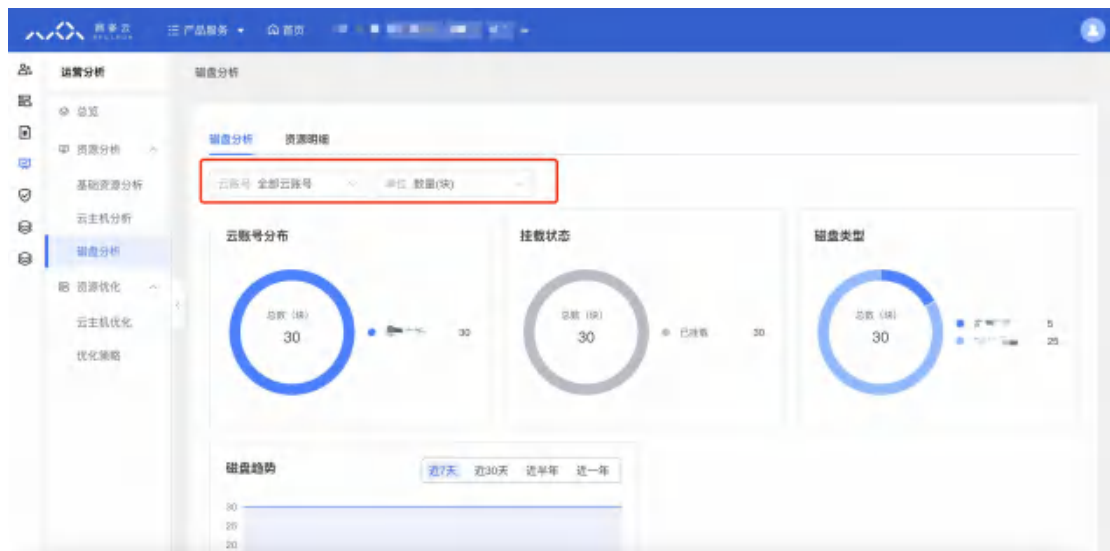 产品服务 首页
运营分析
磁盘分析
总览
磁盘分析 资源明细
资源分析
云账号 全部云账号 单位 数量(块)
基础资源分析
云主机分析
磁盘分析
云账号分布 挂载状态 磁盘类型
资源优化
云主机优化
优化策略
总数 (块)
30
30
总数 (块)
30
已挂载 30
总数 (块)
30
5
25
磁盘趋势 近7天 近30天 近半年 近一年
30
25
20